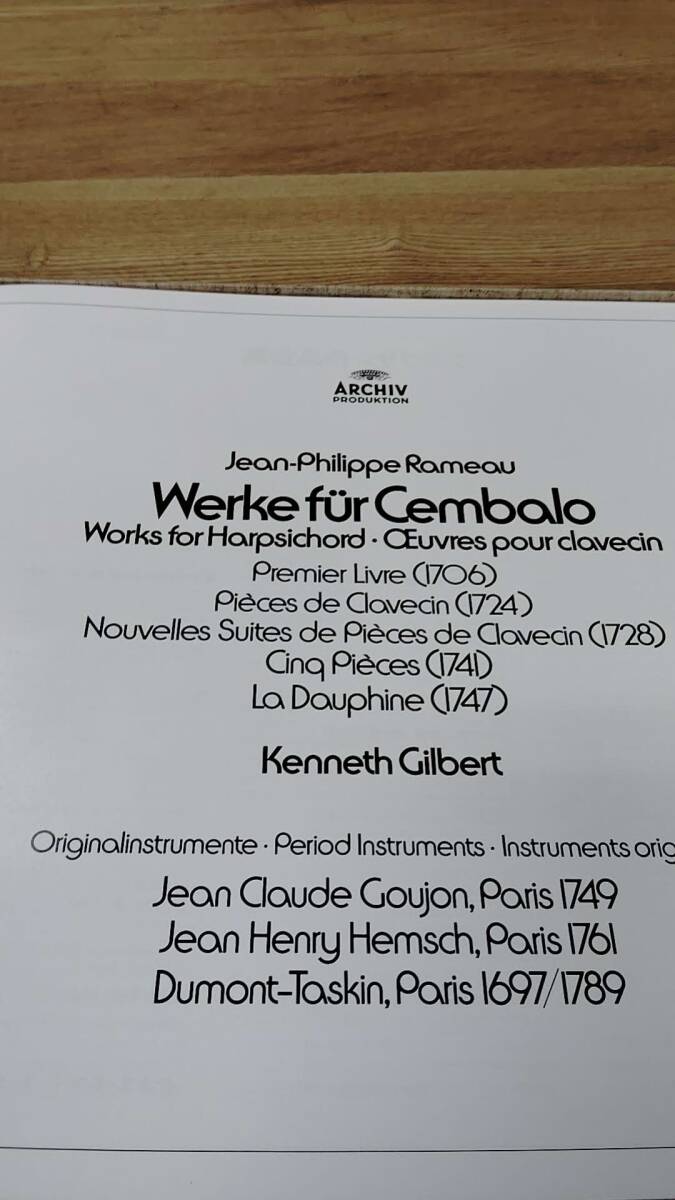 ARCHIV
PRODUKTION
Jean-Philippe Rameau
Werke für Cembalo
Works for Harpsichord · Œuvres pour clavecin
Premier Livre (1706)
Pièces de Clavecin (1724)
Nouvelles Suites de Pièces de Clavecin (1728)
Cinq Pièces (1741)
La Dauphine (1747)
Kenneth Gilbert
Originalinstrumente · Period Instruments · Instruments orig
Jean Claude Goujon, Paris 1749
Jean Henry Hemsch, Paris 1761
Dumont-Taskin, Paris 1697/1789